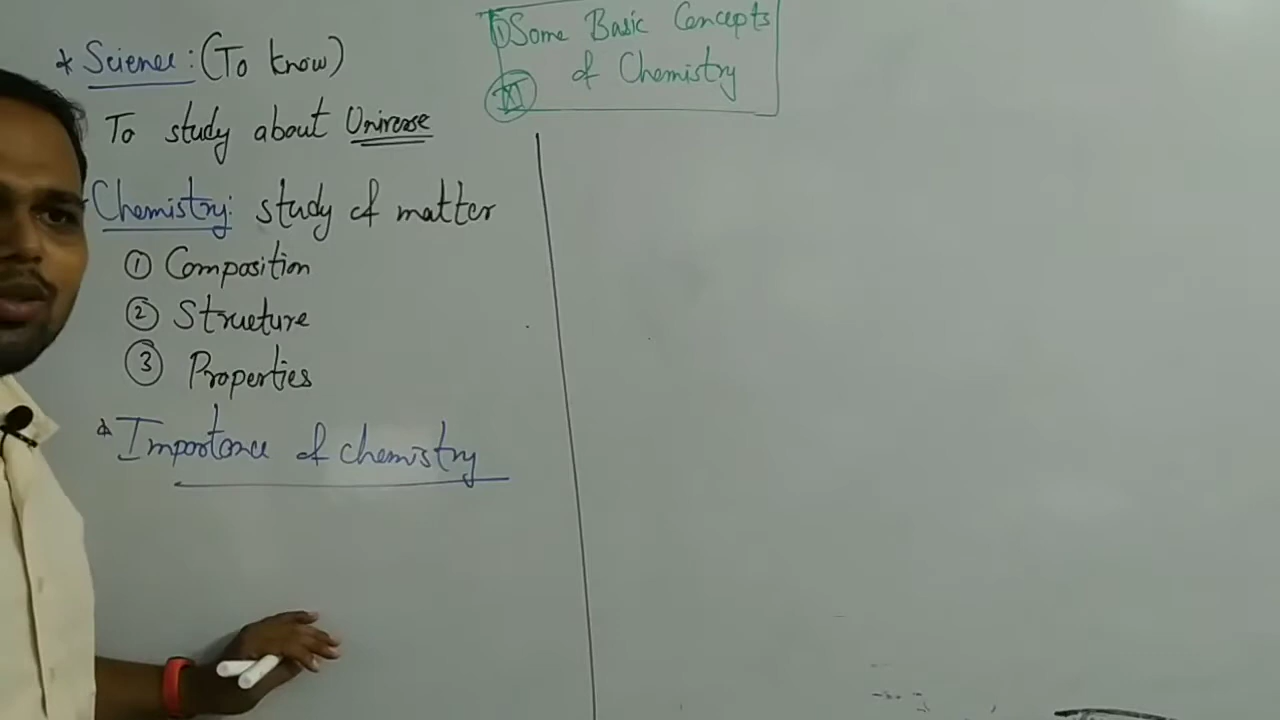 ① Some Basic Concepts
of Chemistry
XI
* Science : (To know)
To study about Universe
Chemistry: study of matter
① Composition
② Structure
③ Properties
* Importance of chemistry